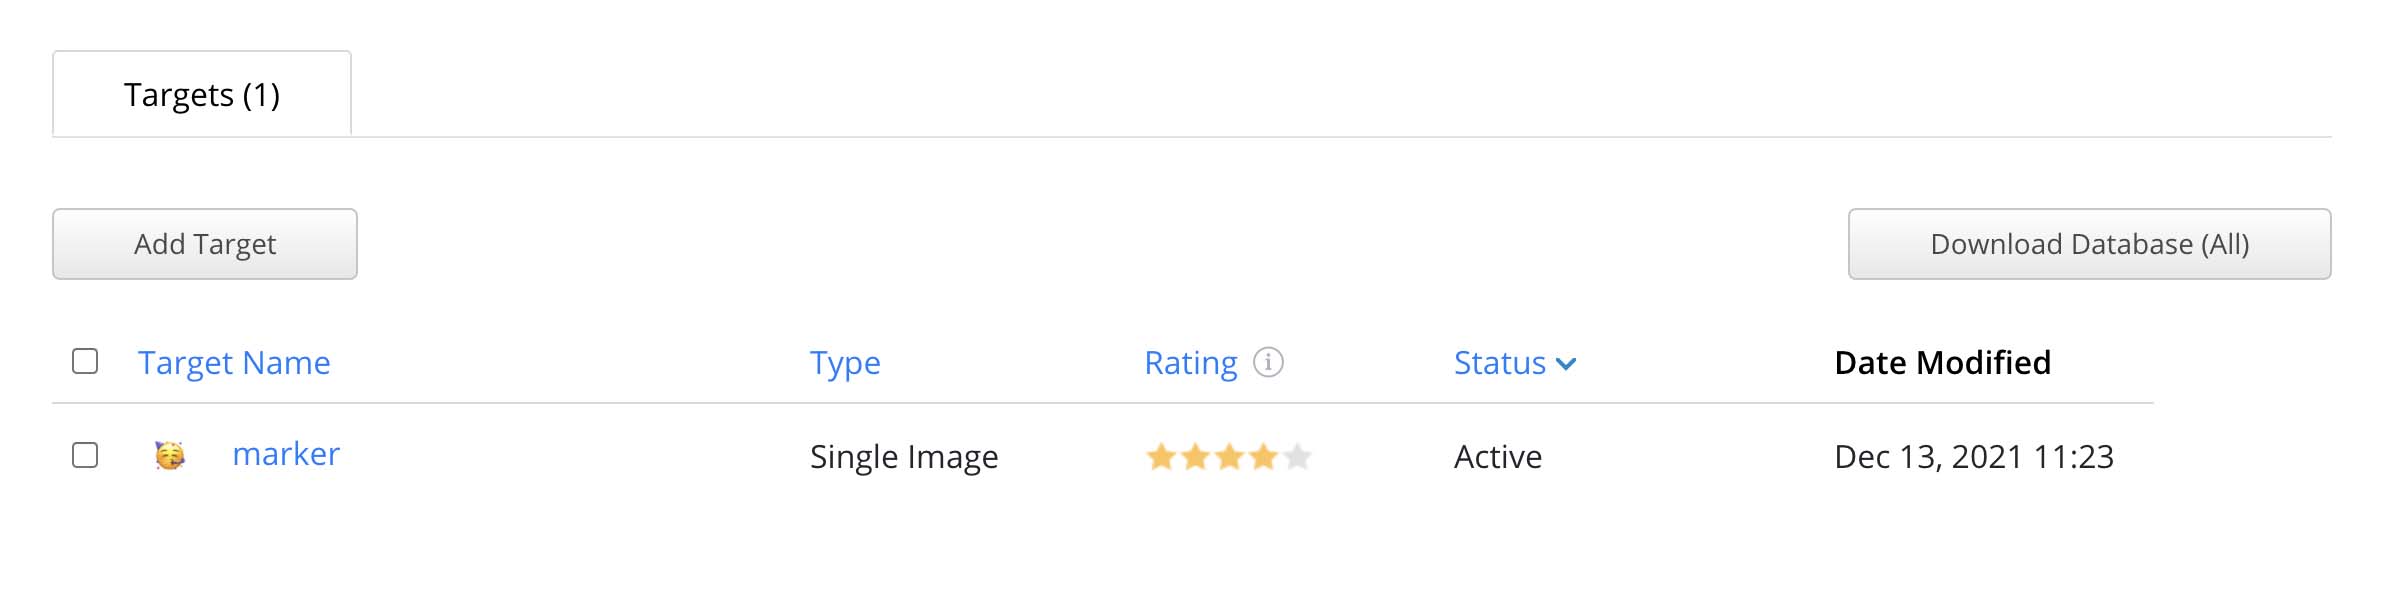 Targets (1)
Add Target
Download Database (All)
Target Name Type Rating Status Date Modified
marker Single Image Active Dec 13, 2021 11:23